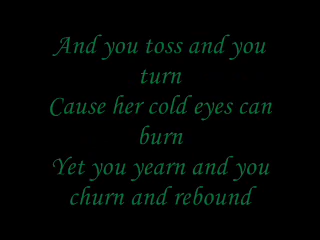 And you toss and you
turn
Cause her cold eyes can
burn
Yet you yearn and you
churn and rebound